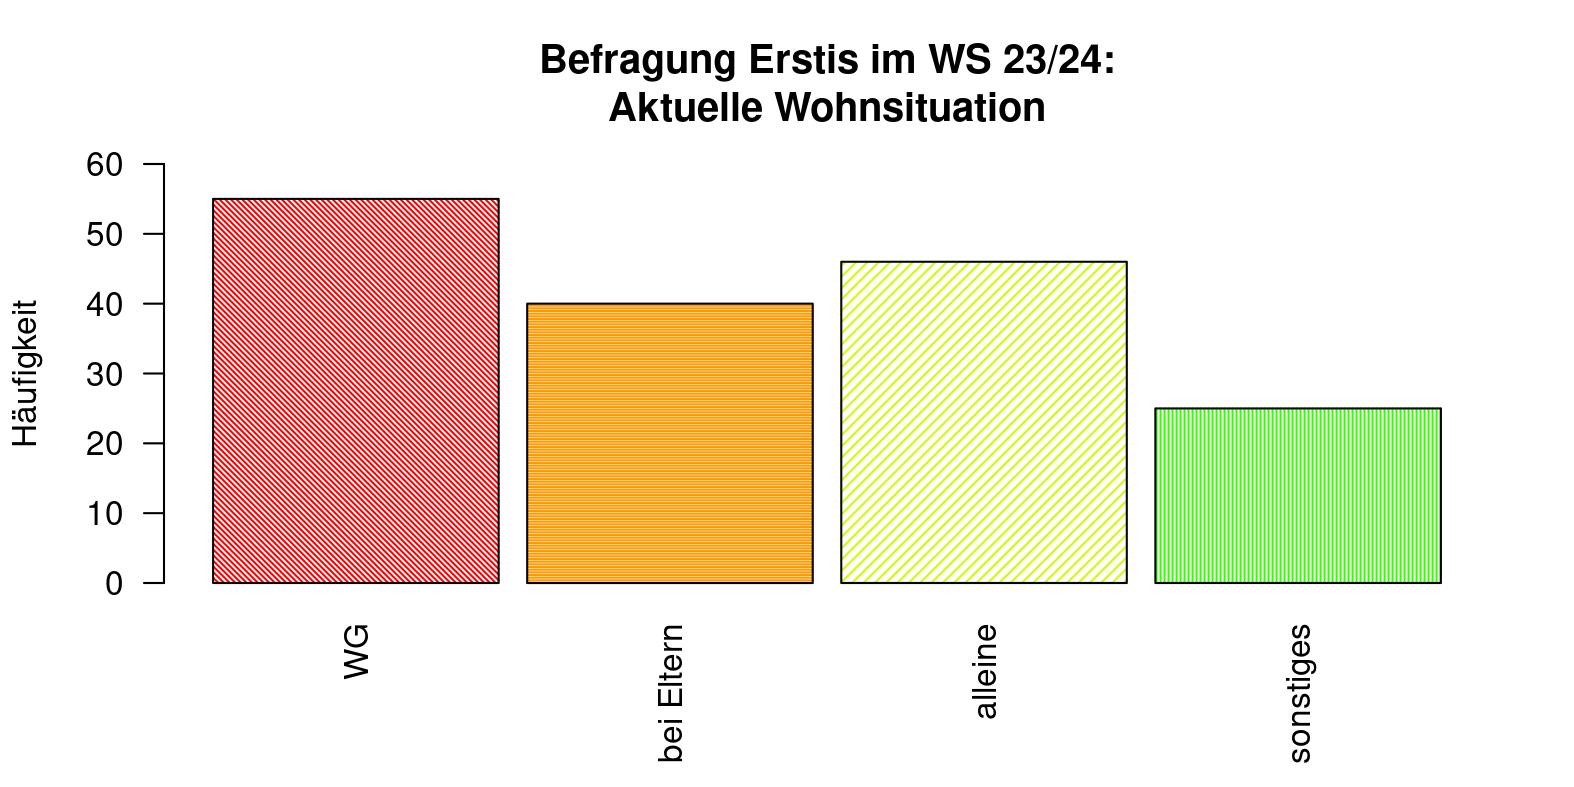 Befragung Erstis im WS 23/24:
Aktuelle Wohnsituation
Häufigkeit
60
50
40
30
20
10
0
WG
bei Eltern
alleine
sonstiges